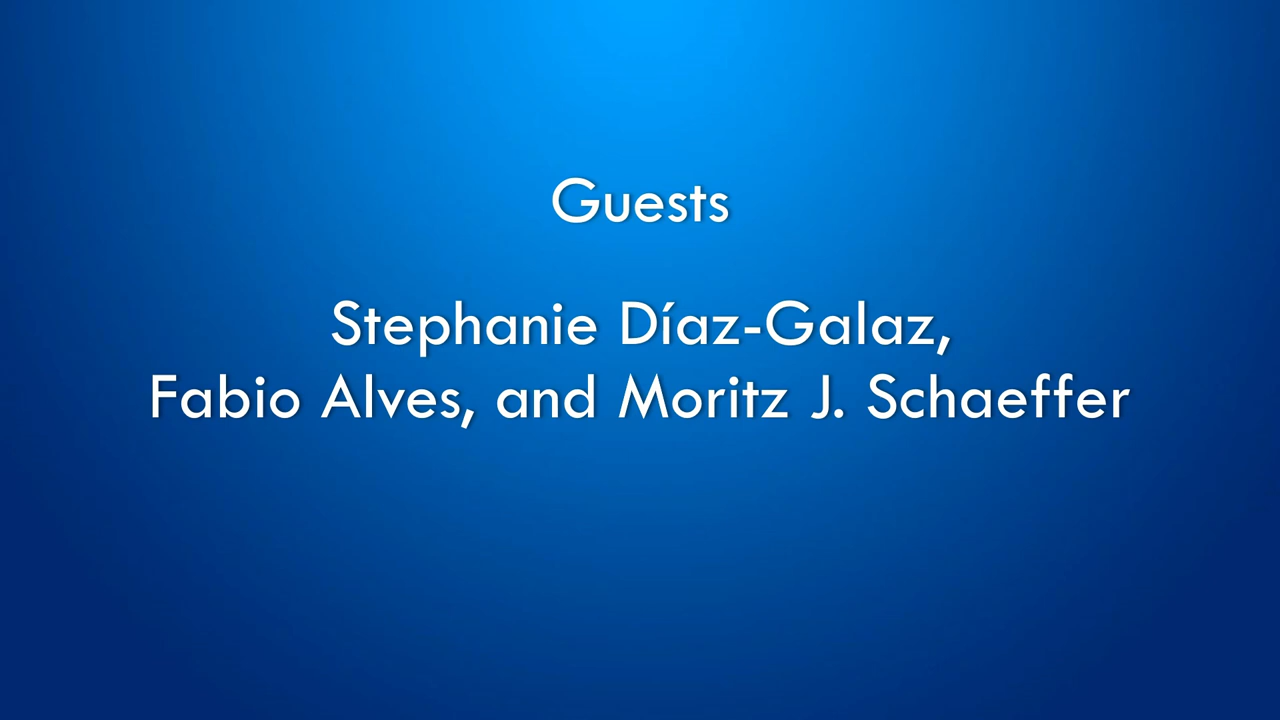 Guests
Stephanie Díaz-Galaz,
Fabio Alves, and Moritz J. Schaeffer